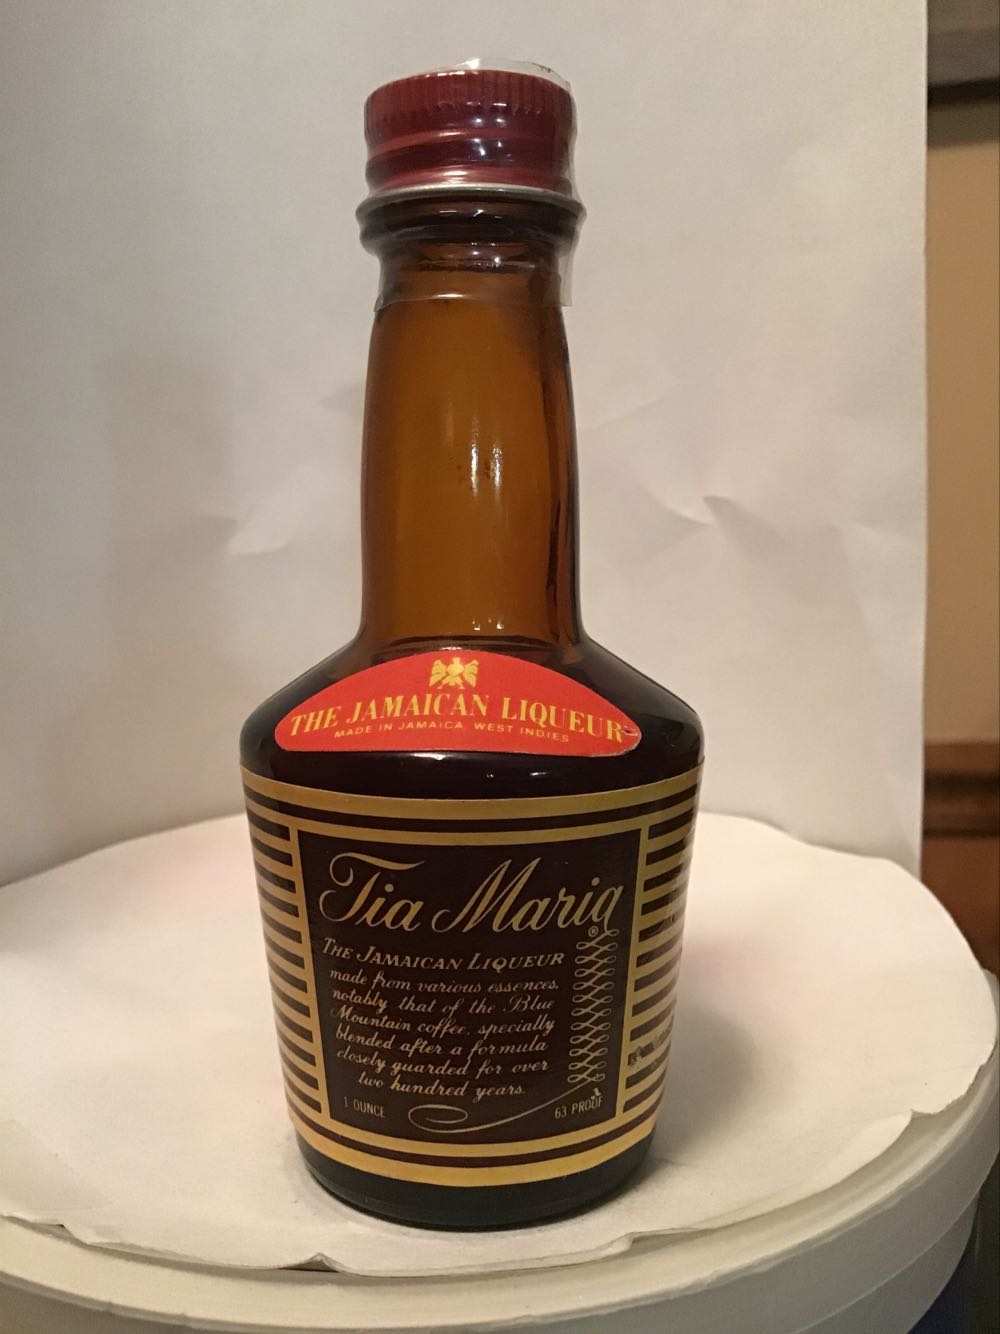 THE JAMAICAN LIQUEUR
MADE IN JAMAICA WEST INDIES
Tia Maria
®
THE JAMAICAN LIQUEUR
made from various essences,
notably that of the Blue
Mountain coffee, specially
blended after a formula
closely guarded for over
two hundred years.
1 OUNCE 63 PROOF